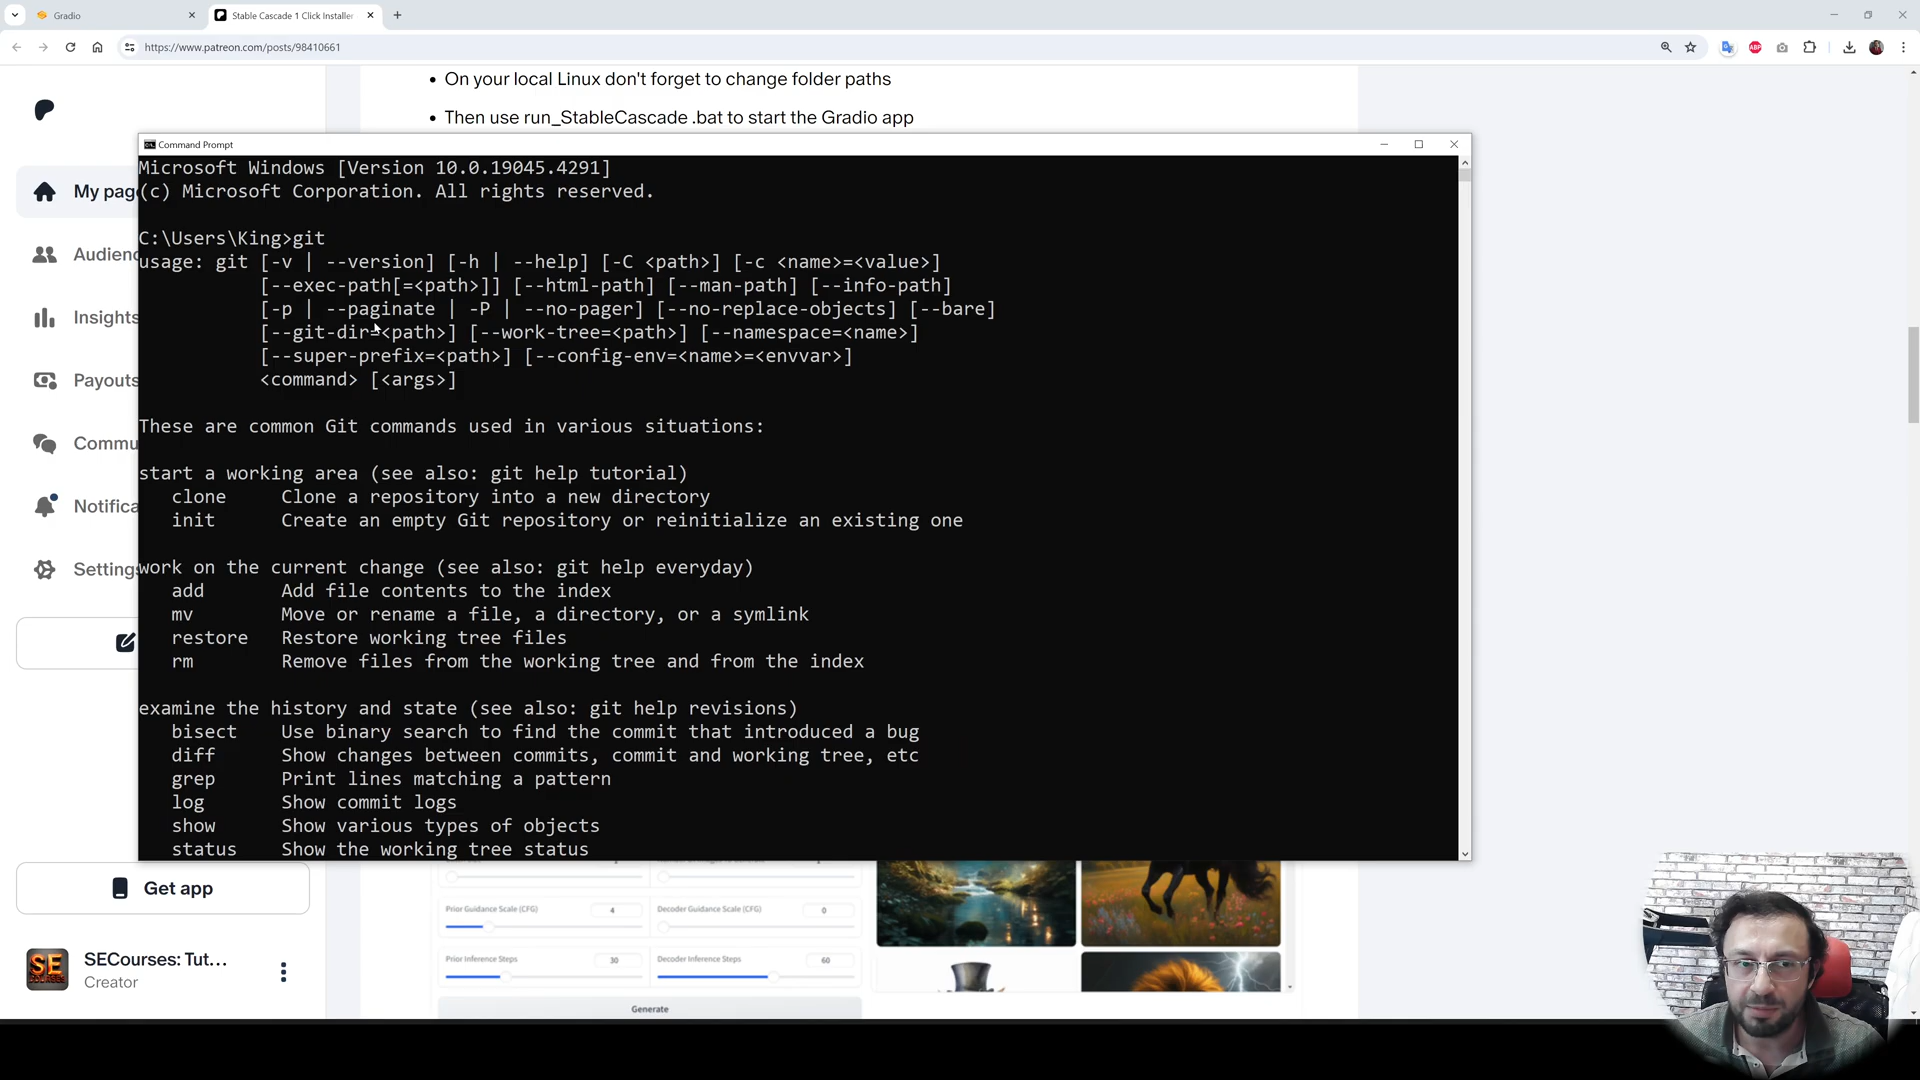 Gradio
Stable Cascade 1 Click Installer
https://www.patreon.com/posts/98410661
ABP
• On your local Linux don't forget to change folder paths
• Then use run_StableCascade .bat to start the Gradio app
My page
Audienc
Insights
Payouts
Commu
Notifica
Settings
Get app
SECourses: Tut...
Creator
Command Prompt
Microsoft Windows [Version 10.0.19045.4291]
(c) Microsoft Corporation. All rights reserved.
C:\Users\King>git
usage: git [-v | --version] [-h | --help] [-C <path>] [-c <name>=<value>]
[--exec-path[=<path>]] [--html-path] [--man-path] [--info-path]
[-p | --paginate | -P | --no-pager] [--no-replace-objects] [--bare]
[--git-dir=<path>] [--work-tree=<path>] [--namespace=<name>]
[--super-prefix=<path>] [--config-env=<name>=<envvar>]
<command> [<args>]
These are common Git commands used in various situations:
start a working area (see also: git help tutorial)
clone Clone a repository into a new directory
init Create an empty Git repository or reinitialize an existing one
work on the current change (see also: git help everyday)
add Add file contents to the index
mv Move or rename a file, a directory, or a symlink
restore Restore working tree files
rm Remove files from the working tree and from the index
examine the history and state (see also: git help revisions)
bisect Use binary search to find the commit that introduced a bug
diff Show changes between commits, commit and working tree, etc
grep Print lines matching a pattern
log Show commit logs
show Show various types of objects
status Show the working tree status
Prior Guidance Scale (CFG) 4
Decoder Guidance Scale (CFG) 0
Prior Inference Steps 30
Decoder Inference Steps 60
Generate